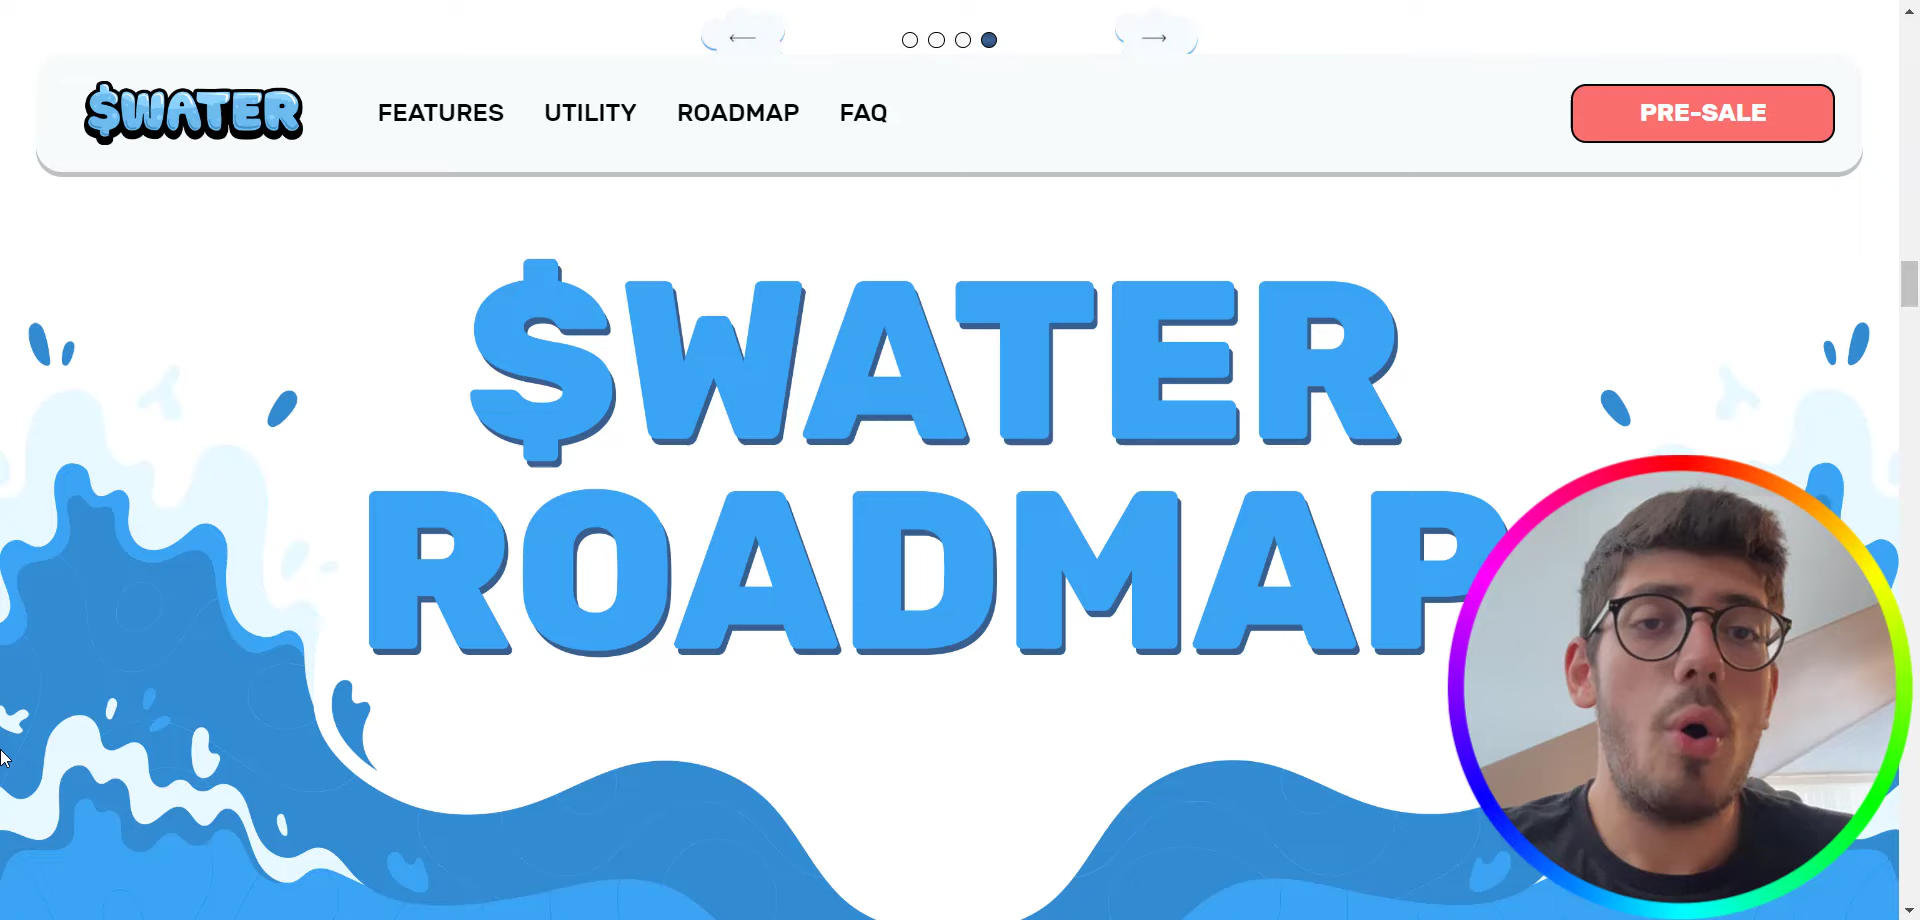 $WATER
FEATURES
UTILITY
ROADMAP
FAQ
PRE-SALE
$WATER
ROADMAP